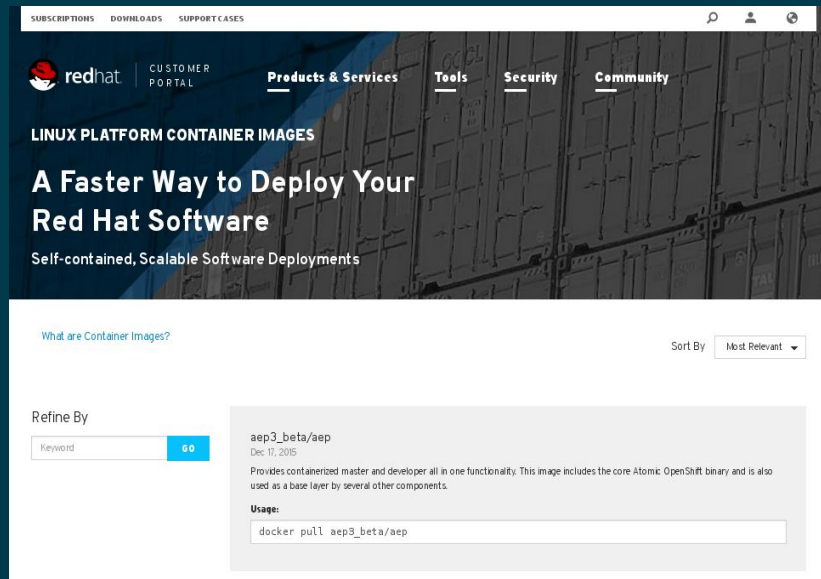 SUBSCRIPTIONS DOWNLOADS SUPPORT CASES
redhat. CUSTOMER
PORTAL
Products & Services Tools Security Community
LINUX PLATFORM CONTAINER IMAGES
A Faster Way to Deploy Your
Red Hat Software
Self-contained, Scalable Software Deployments
What are Container Images?
Sort By Most Relevant
Refine By
Keyword GO
aep3_beta/aep
Dec 17, 2015
Provides containerized master and developer all in one functionality. This image includes the core Atomic OpenShift binary and is also
used as a base layer by several other components.
Usage:
docker pull aep3_beta/aep